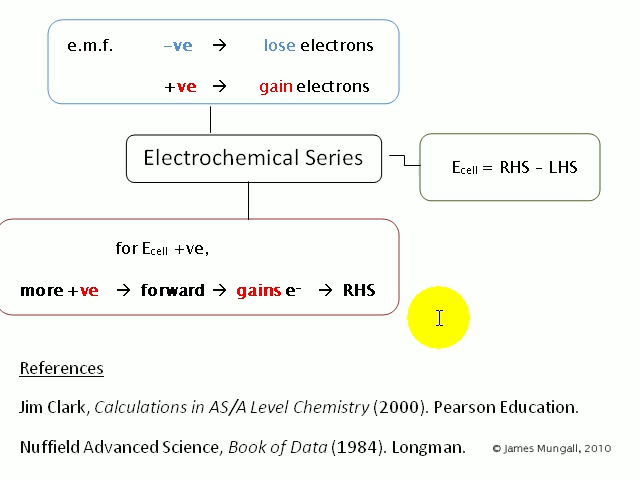 e.m.f. -ve → lose electrons
+ve → gain electrons
Electrochemical Series
Ecell = RHS – LHS
for Ecell +ve,
more +ve → forward → gains e⁻ → RHS
References
Jim Clark, Calculations in AS/A Level Chemistry (2000). Pearson Education.
Nuffield Advanced Science, Book of Data (1984). Longman.
© James Mungall, 2010